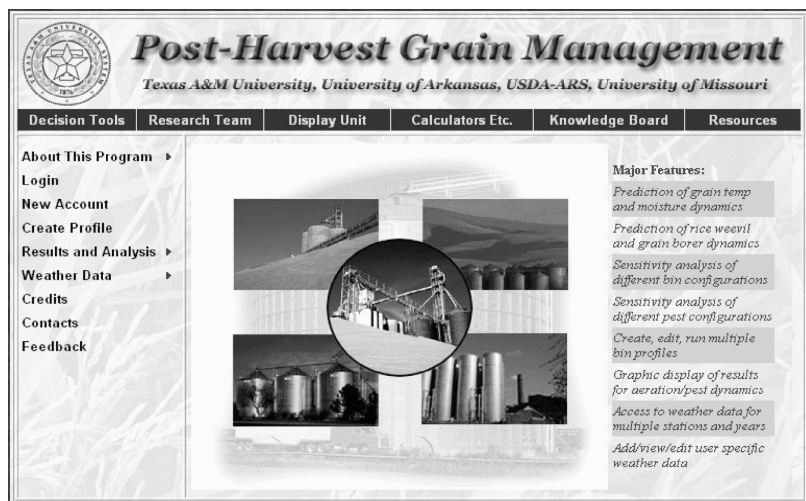 Post-Harvest Grain Management
Texas A&M University, University of Arkansas, USDA-ARS, University of Missouri
Decision Tools Research Team Display Unit Calculators Etc. Knowledge Board Resources
About This Program
Login
New Account
Create Profile
Results and Analysis
Weather Data
Credits
Contacts
Feedback
Major Features:
Prediction of grain temp
and moisture dynamics
Prediction of rice weevil
and grain borer dynamics
Sensitivity analysis of
different bin configurations
Sensitivity analysis of
different pest configurations
Create, edit, run multiple
bin profiles
Graphic display of results
for aeration/pest dynamics
Access to weather data for
multiple stations and years
Add/view/edit user specific
weather data